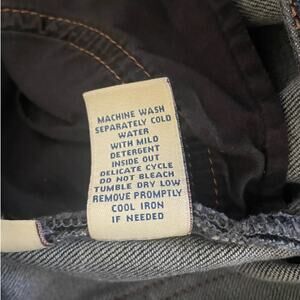 MACHINE WASH
SEPARATELY COLD
WATER
WITH MILD
DETERGENT
INSIDE OUT
DELICATE CYCLE
DO NOT BLEACH
TUMBLE DRY LOW
REMOVE PROMPTLY
COOL IRON
IF NEEDED